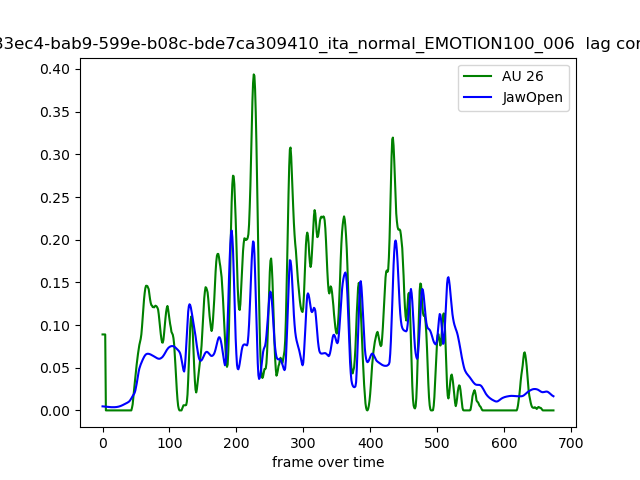 33ec4-bab9-599e-b08c-bde7ca309410_ita_normal_EMOTION100_006 lag cor
AU 26
JawOpen
0.40
0.35
0.30
0.25
0.20
0.15
0.10
0.05
0.00
0 100 200 300 400 500 600 700
frame over time